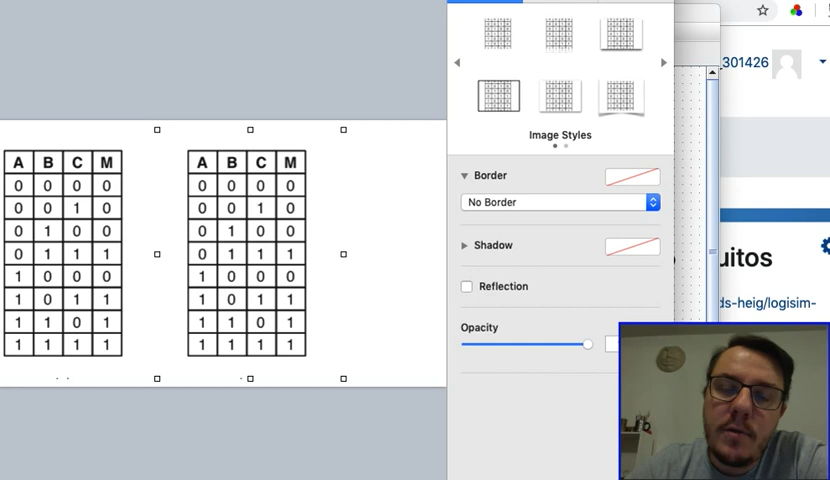 A B C M
0 0 0 0
0 0 1 0
0 1 0 0
0 1 1 1
1 0 0 0
1 0 1 1
1 1 0 1
1 1 1 1
A B C M
0 0 0 0
0 0 1 0
0 1 0 0
0 1 1 1
1 0 0 0
1 0 1 1
1 1 0 1
1 1 1 1
Image Styles
Border
No Border
Shadow
Reflection
Opacity
_301426
uitos
ds-heig/logisim-